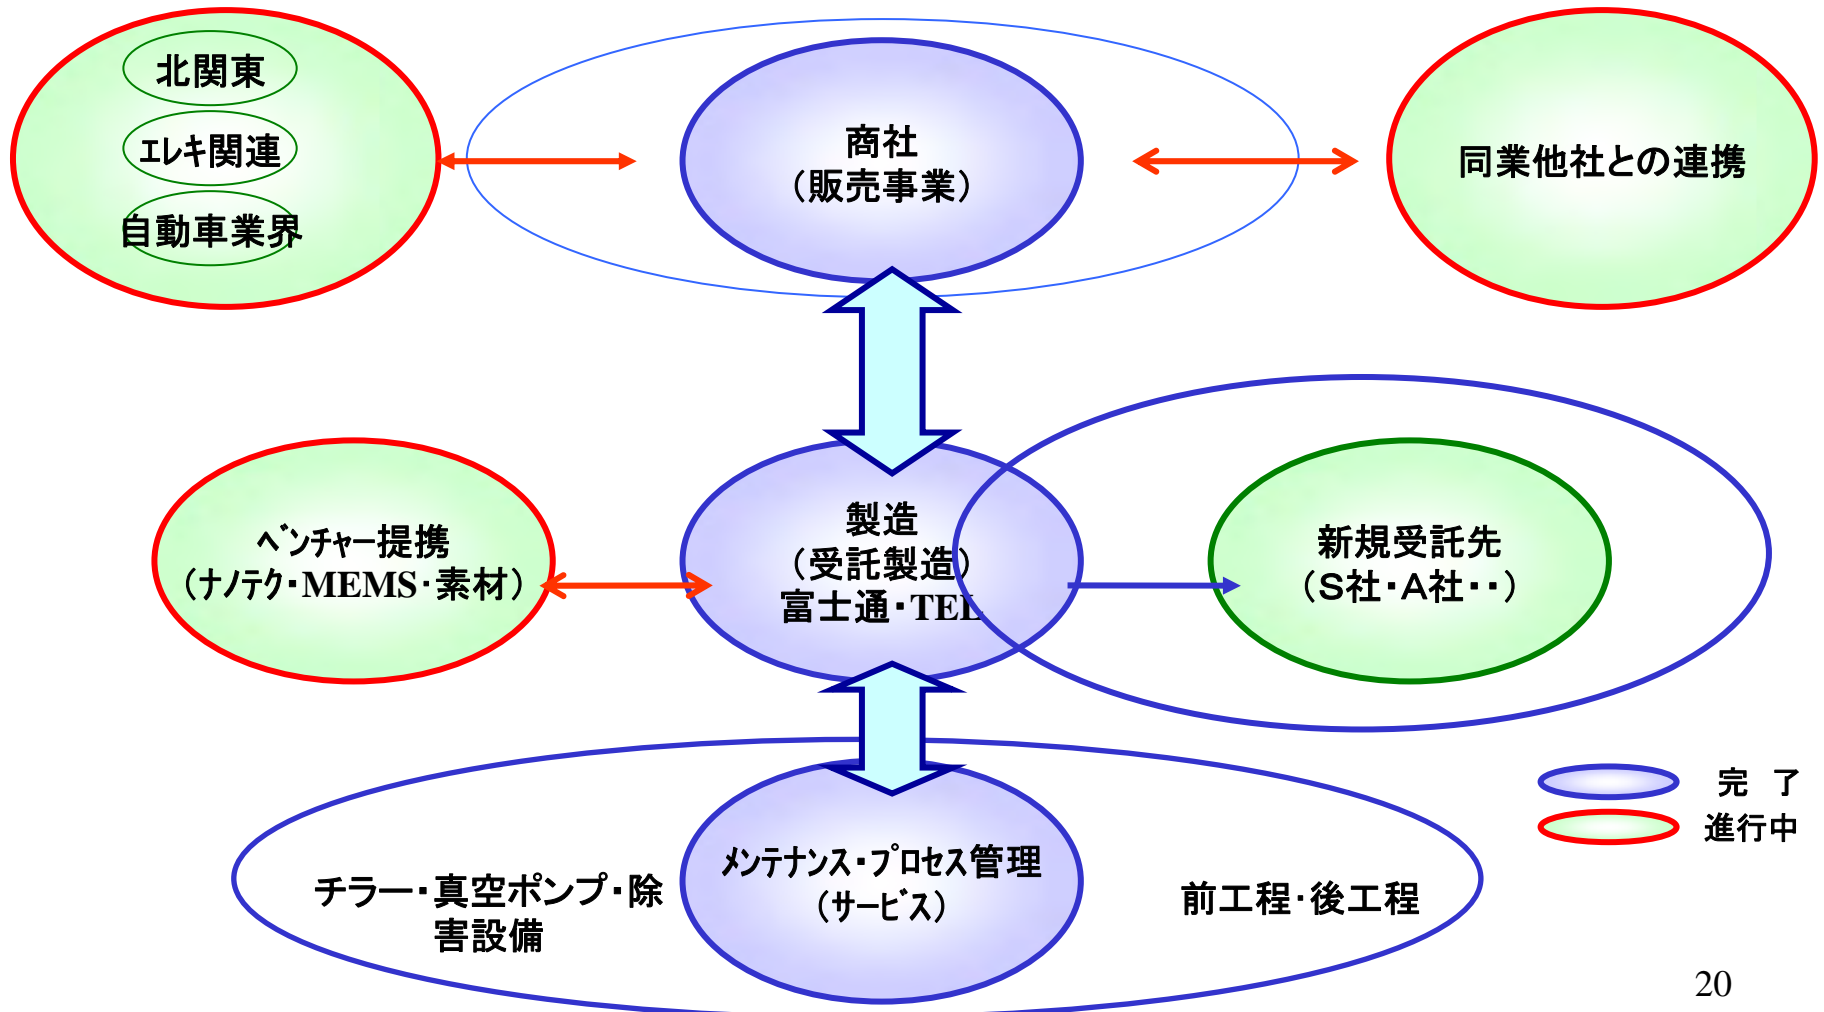 北関東
エレキ関連
自動車業界
商社
（販売事業）
同業他社との連携
ベンチャー提携
（ナノテク・MEMS・素材）
製造
（受託製造）
富士通・TEL
新規受託先
（S社・A社・・）
完　了
進行中
メンテナンス・プロセス管理
（サービス）
チラー・真空ポンプ・除
害設備
前工程・後工程
20